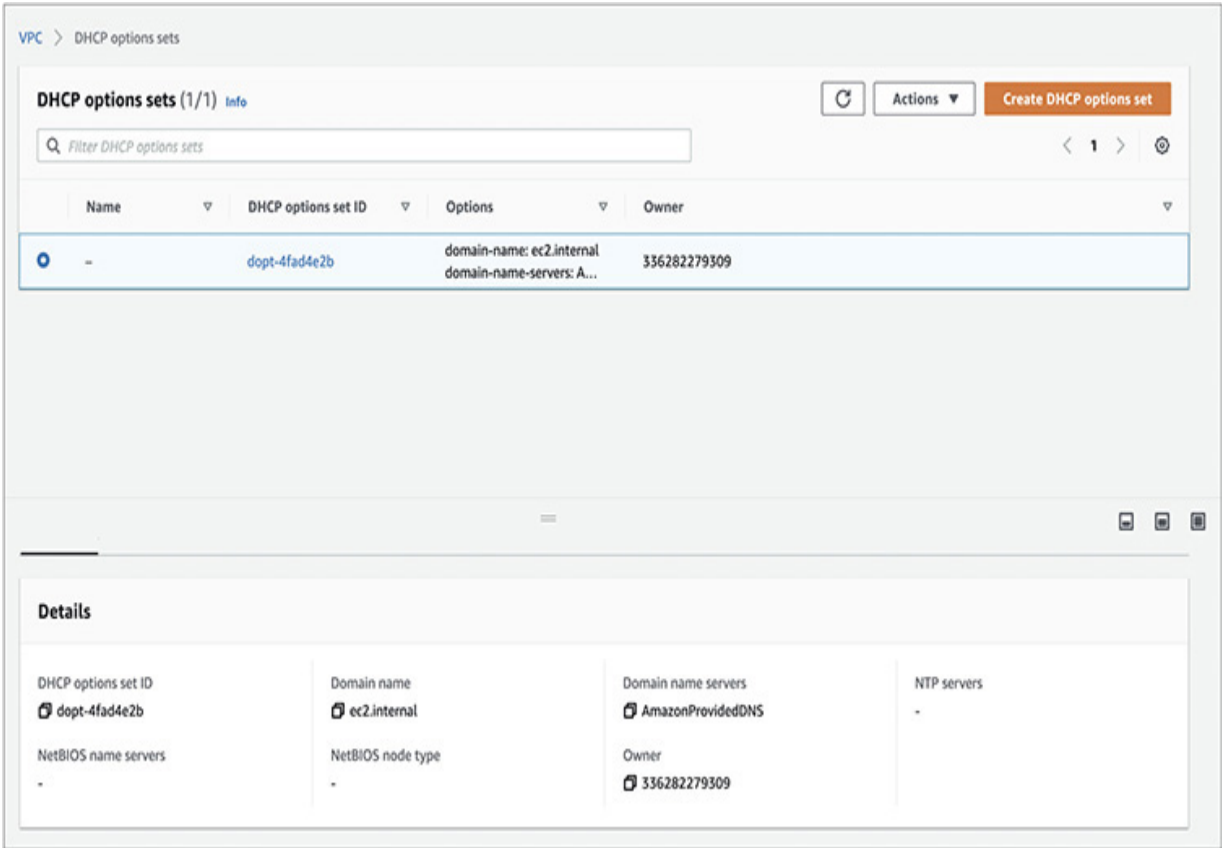 VPC > DHCP options sets
DHCP options sets (1/1) Info
Actions ▼
Create DHCP options set
Filter DHCP options sets
< 1 >
Name
DHCP options set ID
Options
Owner
–
dopt-4fad4e2b
domain-name: ec2.internal
domain-name-servers: A...
336282279309
Details
DHCP options set ID
dopt-4fad4e2b
Domain name
ec2.internal
Domain name servers
AmazonProvidedDNS
NTP servers
-
NetBIOS name servers
-
NetBIOS node type
-
Owner
336282279309